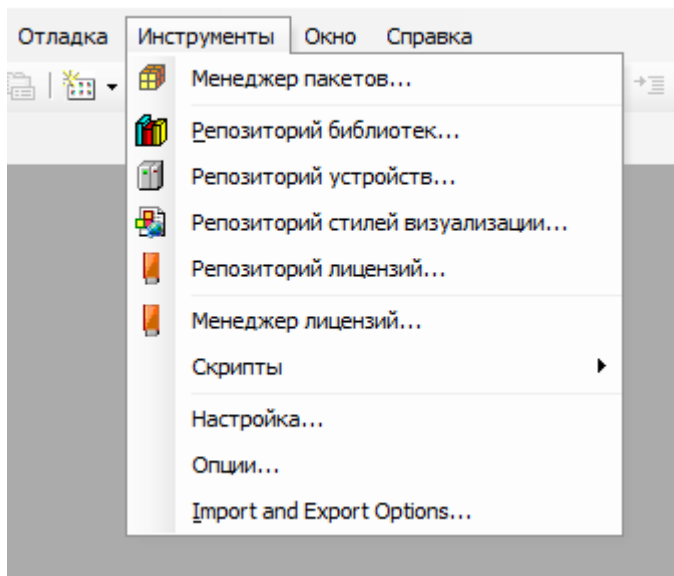 Отладка Инструменты Окно Справка
Менеджер пакетов...
Репозиторий библиотек...
Репозиторий устройств...
Репозиторий стилей визуализации...
Репозиторий лицензий...
Менеджер лицензий...
Скрипты
Настройка...
Опции...
Import and Export Options...